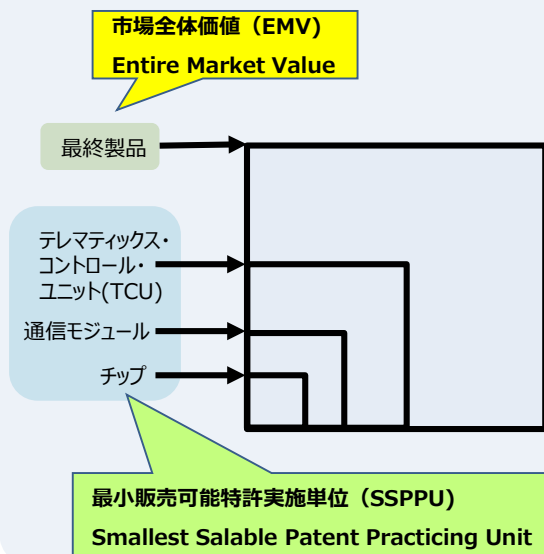 市場全体価値（EMV)
Entire Market Value
最終製品
テレマティックス・
コントロール・
ユニット(TCU)
通信モジュール
チップ
最小販売可能特許実施単位（SSPPU)
Smallest Salable Patent Practicing Unit